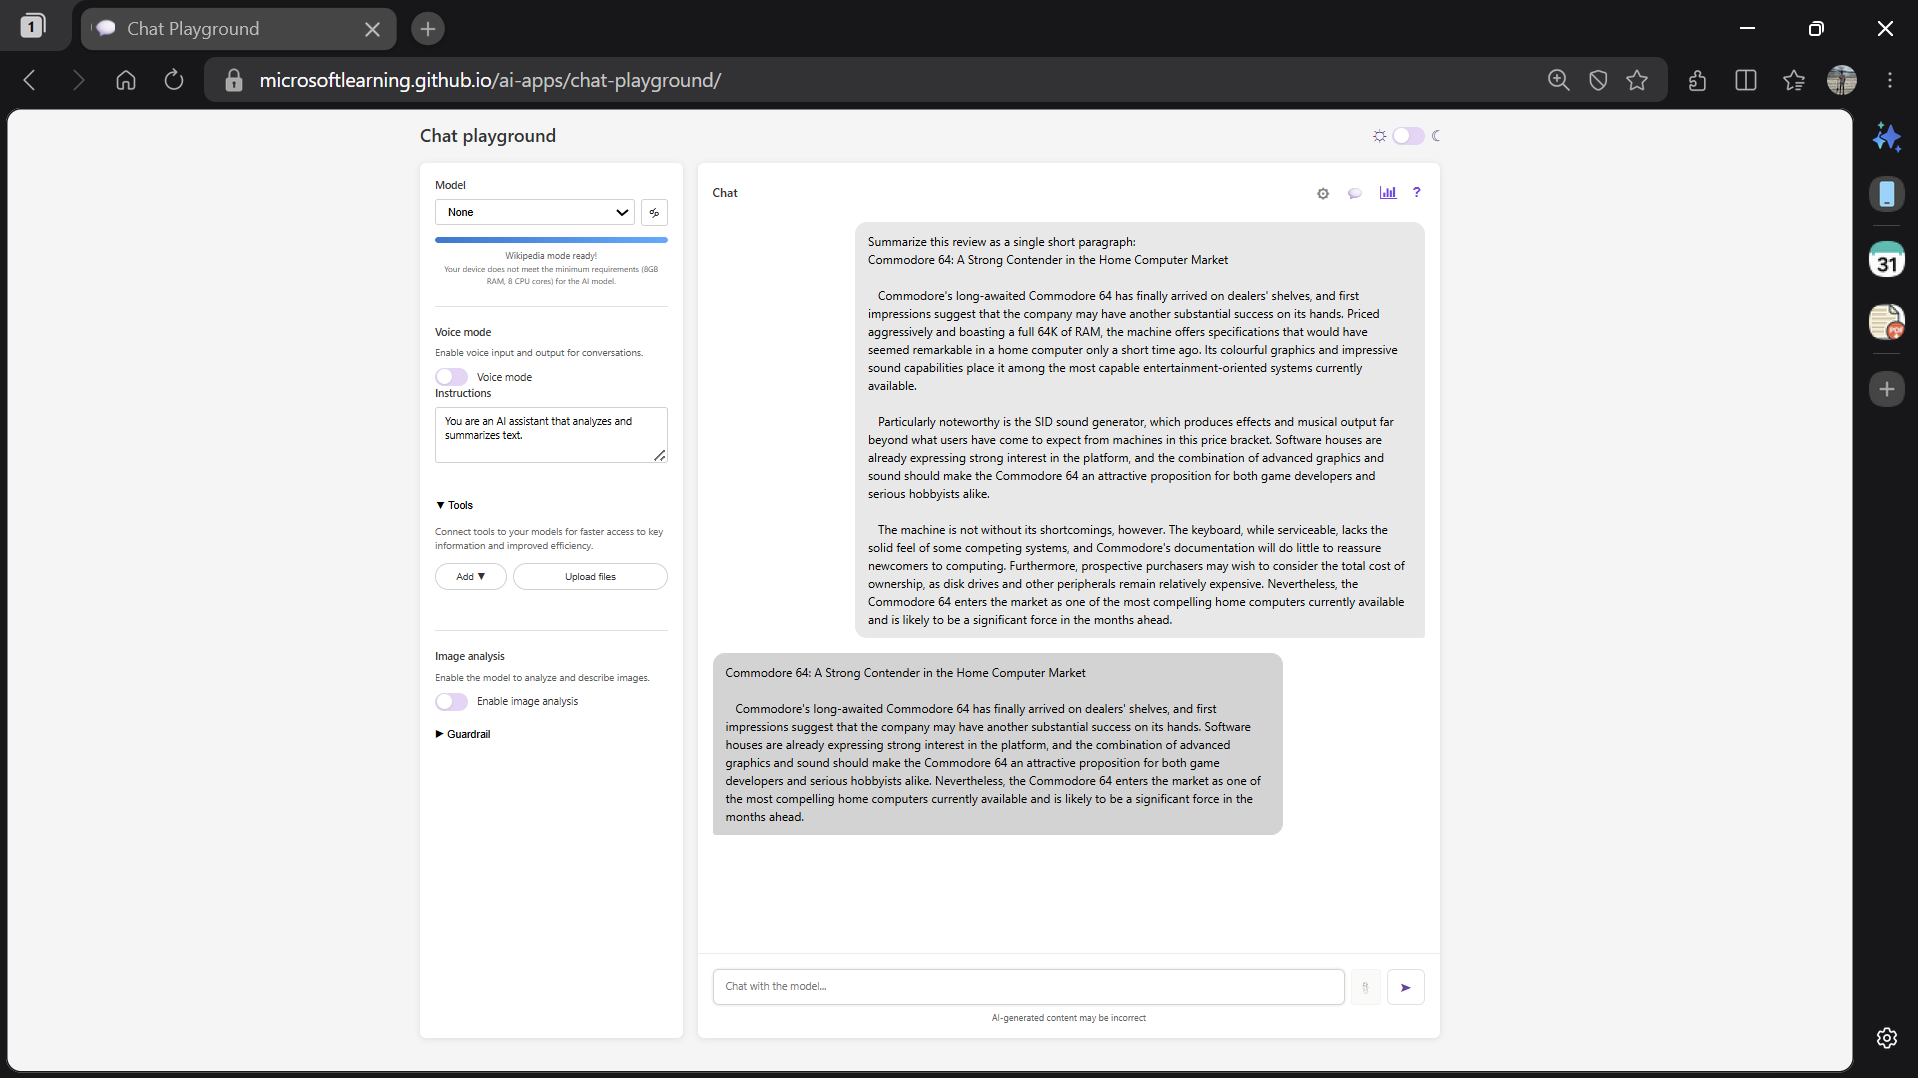 1
Chat Playground
microsoftlearning.github.io/ai-apps/chat-playground/
Chat playground
Model
None
Wikipedia mode ready!
Your device does not meet the minimum requirements (8GB
RAM, 8 CPU cores) for the AI model.
Voice mode
Enable voice input and output for conversations.
Voice mode
Instructions
You are an AI assistant that analyzes and
summarizes text.
▼ Tools
Connect tools to your models for faster access to key
information and improved efficiency.
Add ▼
Upload files
Image analysis
Enable the model to analyze and describe images.
Enable image analysis
▶ Guardrail
Chat
?
Summarize this review as a single short paragraph:
Commodore 64: A Strong Contender in the Home Computer Market
Commodore's long-awaited Commodore 64 has finally arrived on dealers' shelves, and first
impressions suggest that the company may have another substantial success on its hands. Priced
aggressively and boasting a full 64K of RAM, the machine offers specifications that would have
seemed remarkable in a home computer only a short time ago. Its colourful graphics and impressive
sound capabilities place it among the most capable entertainment-oriented systems currently
available.
Particularly noteworthy is the SID sound generator, which produces effects and musical output far
beyond what users have come to expect from machines in this price bracket. Software houses are
already expressing strong interest in the platform, and the combination of advanced graphics and
sound should make the Commodore 64 an attractive proposition for both game developers and
serious hobbyists alike.
The machine is not without its shortcomings, however. The keyboard, while serviceable, lacks the
solid feel of some competing systems, and Commodore's documentation will do little to reassure
newcomers to computing. Furthermore, prospective purchasers may wish to consider the total cost of
ownership, as disk drives and other peripherals remain relatively expensive. Nevertheless, the
Commodore 64 enters the market as one of the most compelling home computers currently available
and is likely to be a significant force in the months ahead.
Commodore 64: A Strong Contender in the Home Computer Market
Commodore's long-awaited Commodore 64 has finally arrived on dealers' shelves, and first
impressions suggest that the company may have another substantial success on its hands. Software
houses are already expressing strong interest in the platform, and the combination of advanced
graphics and sound should make the Commodore 64 an attractive proposition for both game
developers and serious hobbyists alike. Nevertheless, the Commodore 64 enters the market as one of
the most compelling home computers currently available and is likely to be a significant force in the
months ahead.
Chat with the model...
AI-generated content may be incorrect
31
PDF